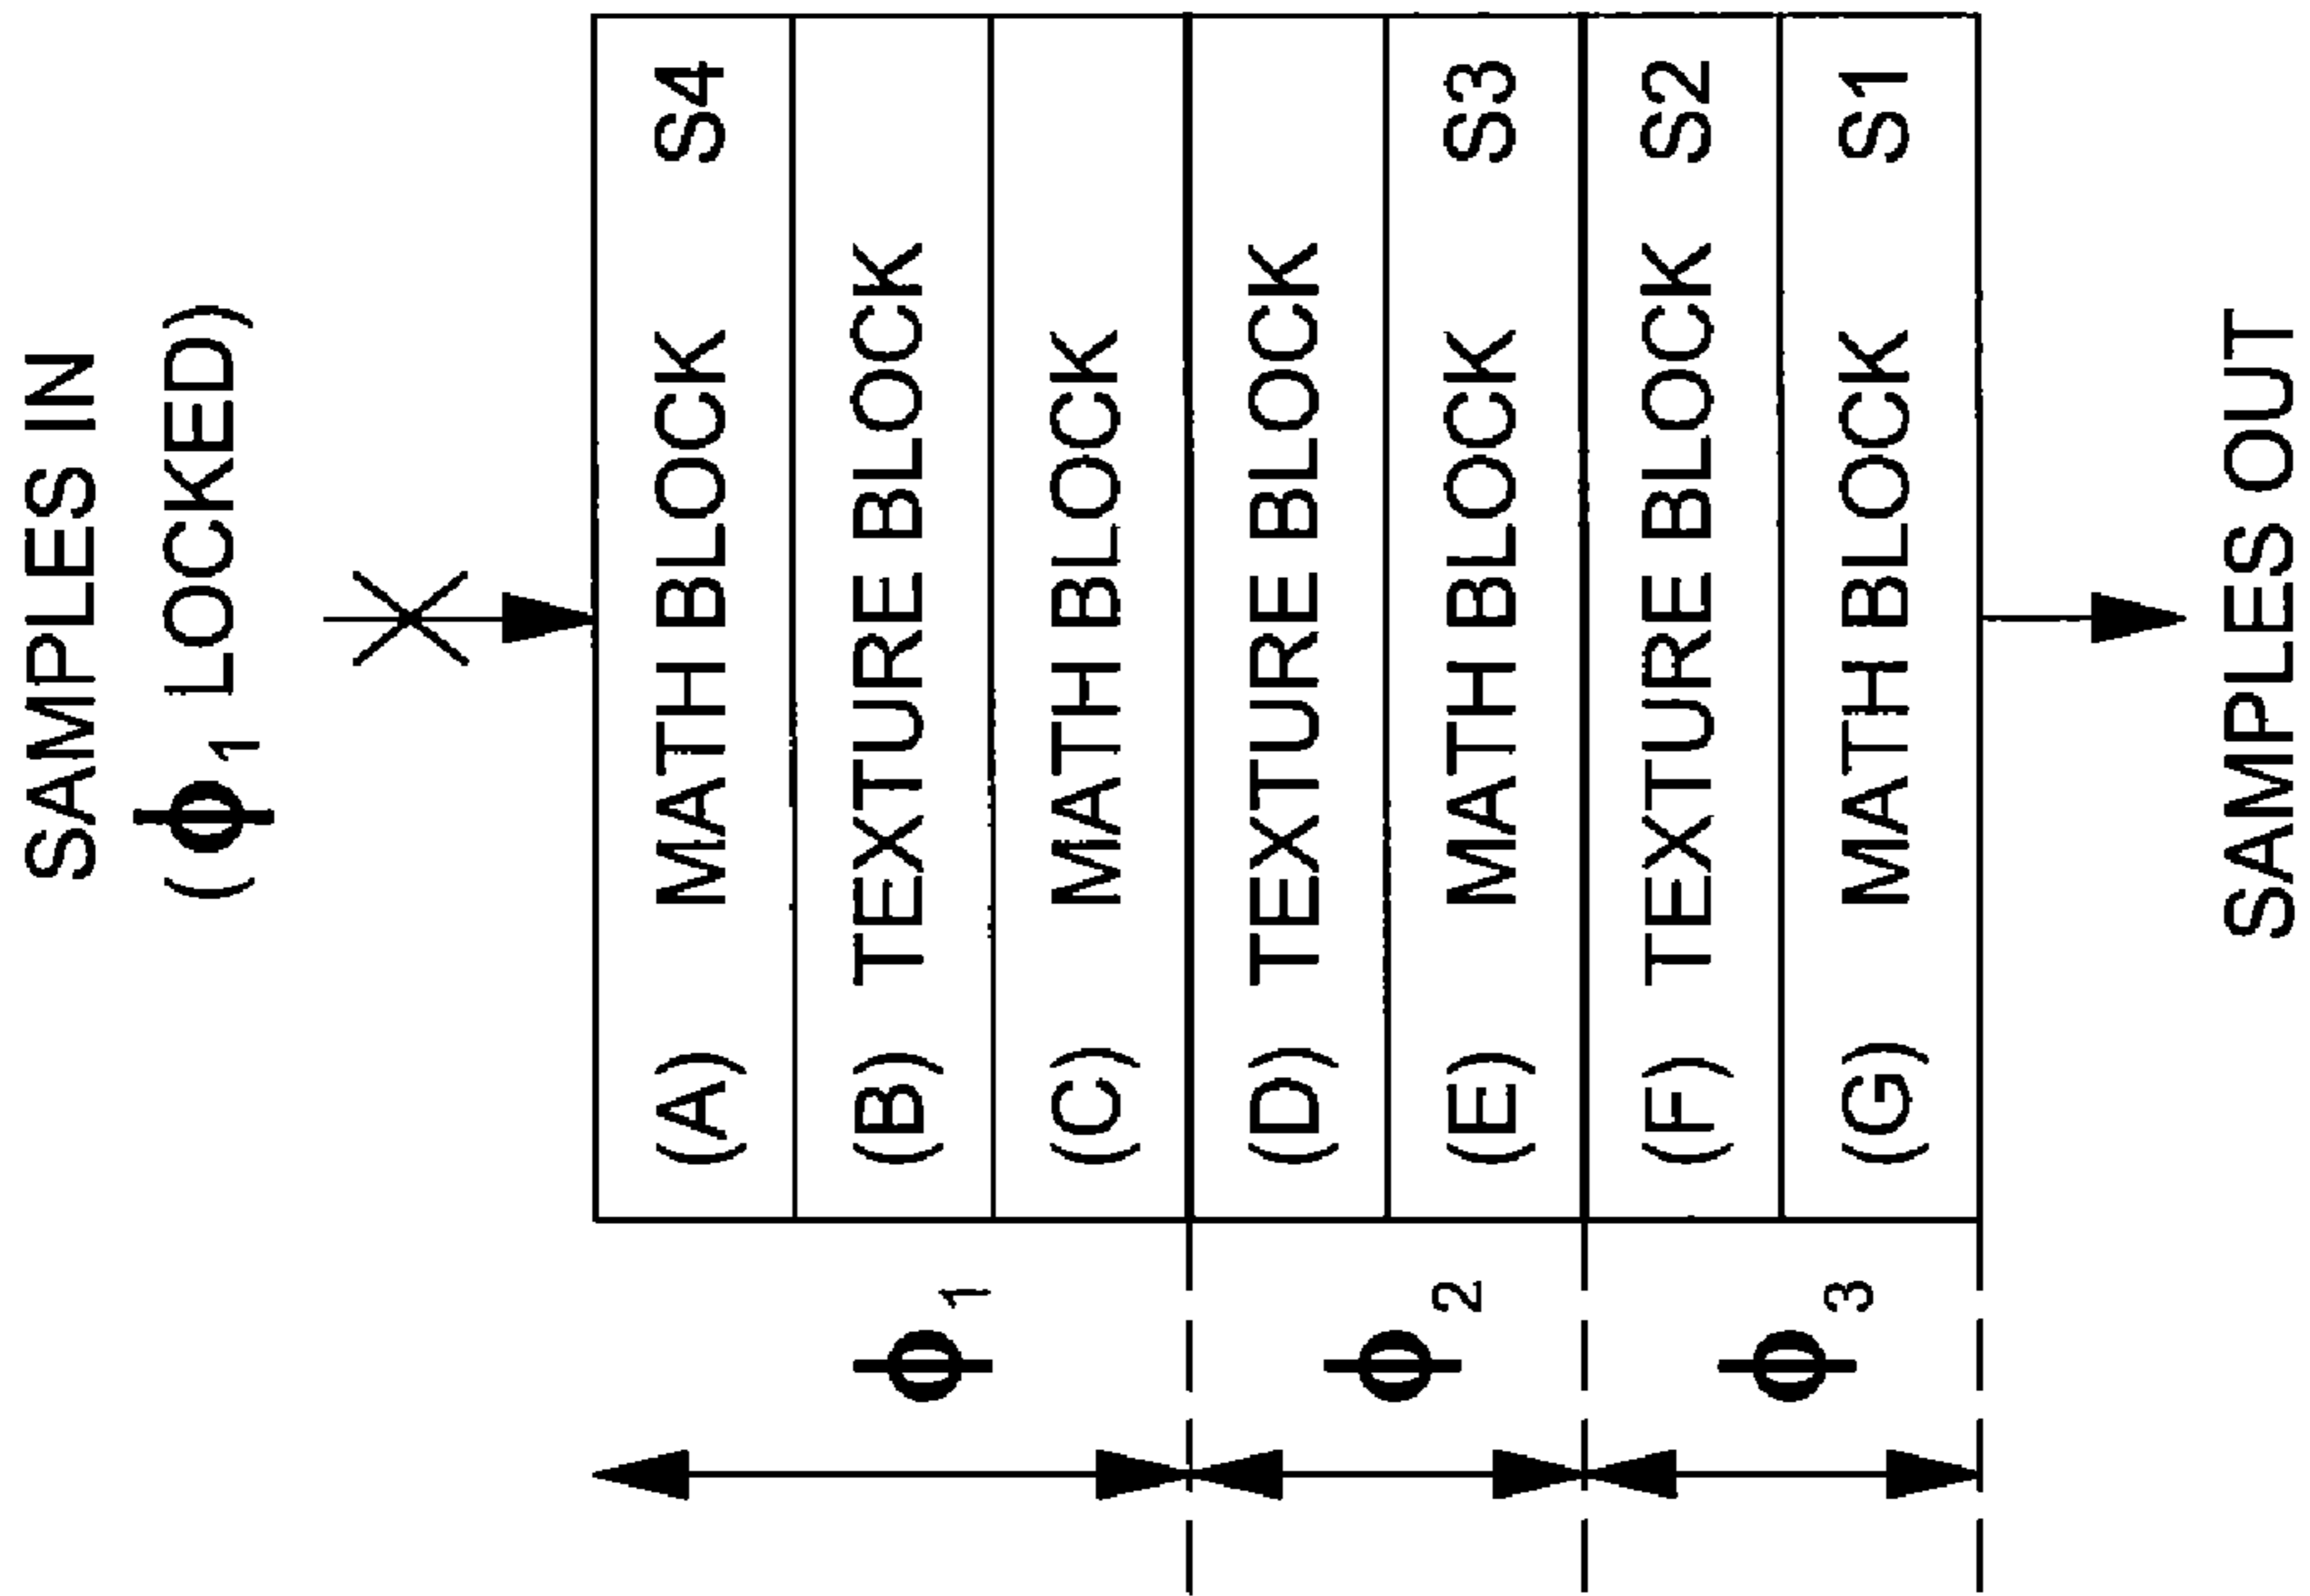 SAMPLES IN
(ϕ1 LOCKED)
(A) MATH BLOCK S4
(B) TEXTURE BLOCK
(C) MATH BLOCK
(D) TEXTURE BLOCK
(E) MATH BLOCK S3
(F) TEXTURE BLOCK S2
(G) MATH BLOCK S1
ϕ1
ϕ2
ϕ3
SAMPLES OUT